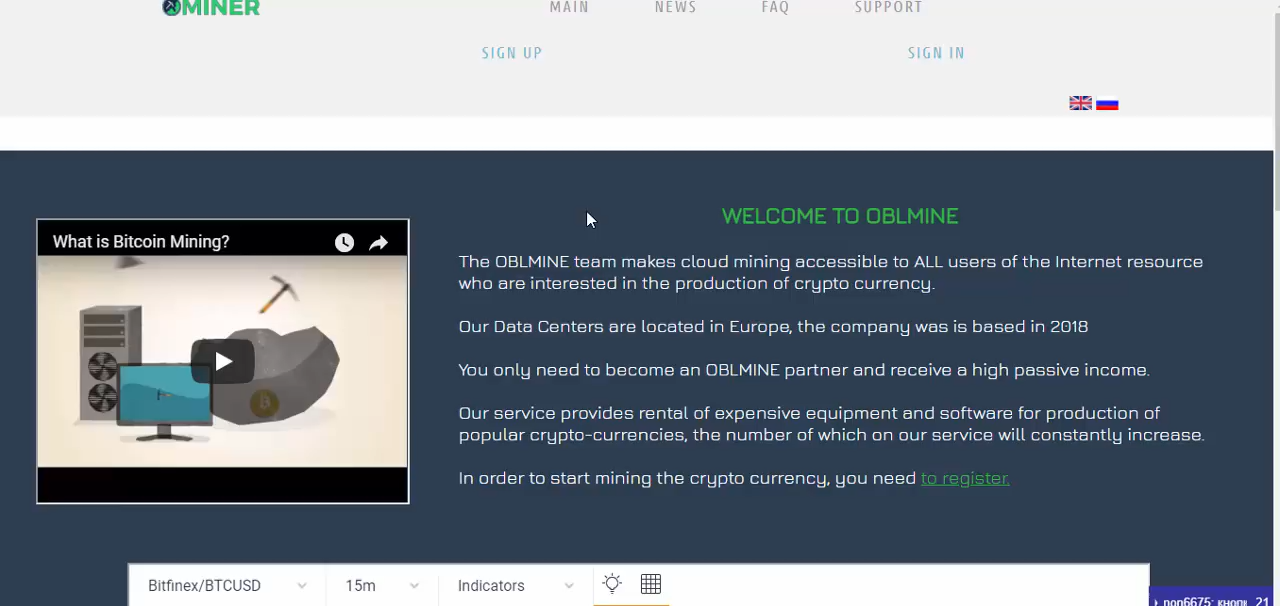 MINER
MAIN NEWS FAQ SUPPORT
SIGN UP SIGN IN
WELCOME TO OBLMINE
What is Bitcoin Mining?
The OBLMINE team makes cloud mining accessible to ALL users of the Internet resource
who are interested in the production of crypto currency.
Our Data Centers are located in Europe, the company was is based in 2018
You only need to become an OBLMINE partner and receive a high passive income.
Our service provides rental of expensive equipment and software for production of
popular crypto-currencies, the number of which on our service will constantly increase.
In order to start mining the crypto currency, you need to register.
Bitfinex/BTCUSD 15m Indicators
21